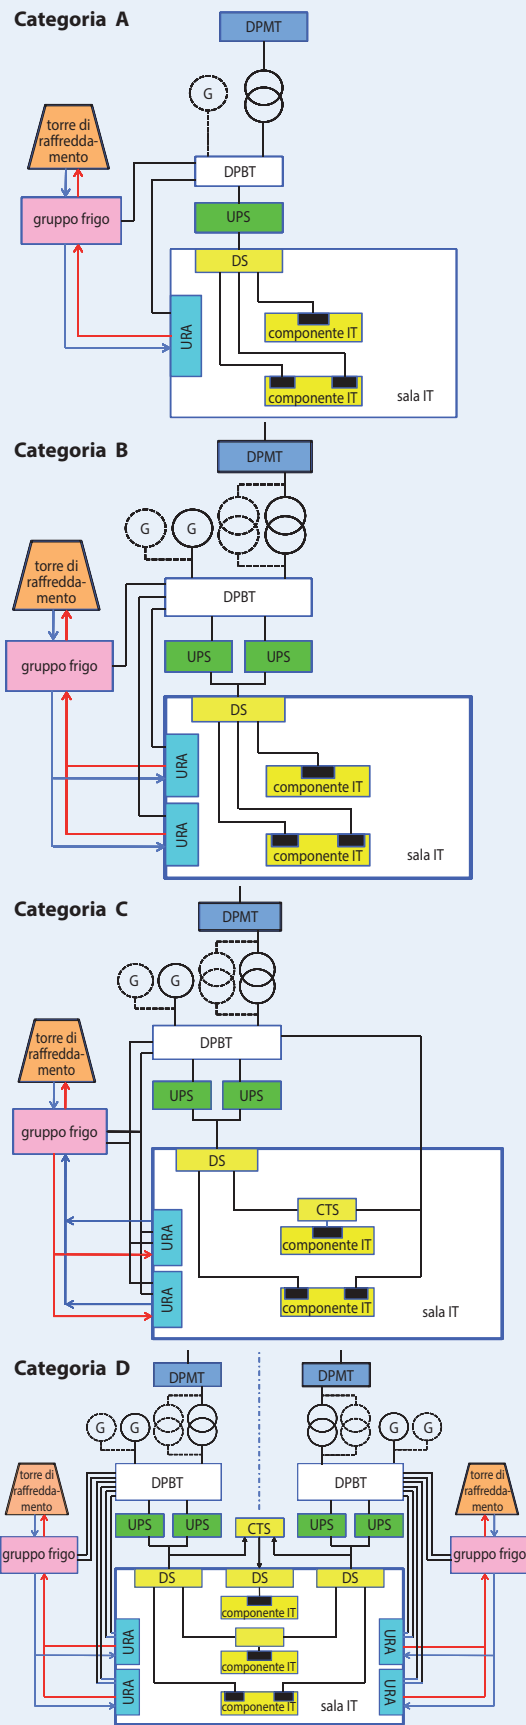 Categoria A
DPMT
G
torre di
raffredda-
mento
DPBT
gruppo frigo
UPS
DS
URA
componente IT
componente IT
sala IT
Categoria B
DPMT
G
G
torre di
raffredda-
mento
DPBT
gruppo frigo
UPS
UPS
DS
URA
componente IT
URA
componente IT
sala IT
Categoria C
DPMT
G
G
torre di
raffredda-
mento
DPBT
UPS
UPS
gruppo frigo
DS
CTS
URA
componente IT
URA
componente IT
sala IT
Categoria D
DPMT
DPMT
G
G
G
G
torre di
raffredda-
mento
DPBT
DPBT
torre di
raffredda-
mento
UPS
UPS
CTS
UPS
UPS
gruppo frigo
gruppo frigo
DS
DS
DS
componente IT
URA
URA
componente IT
URA
URA
componente IT
sala IT